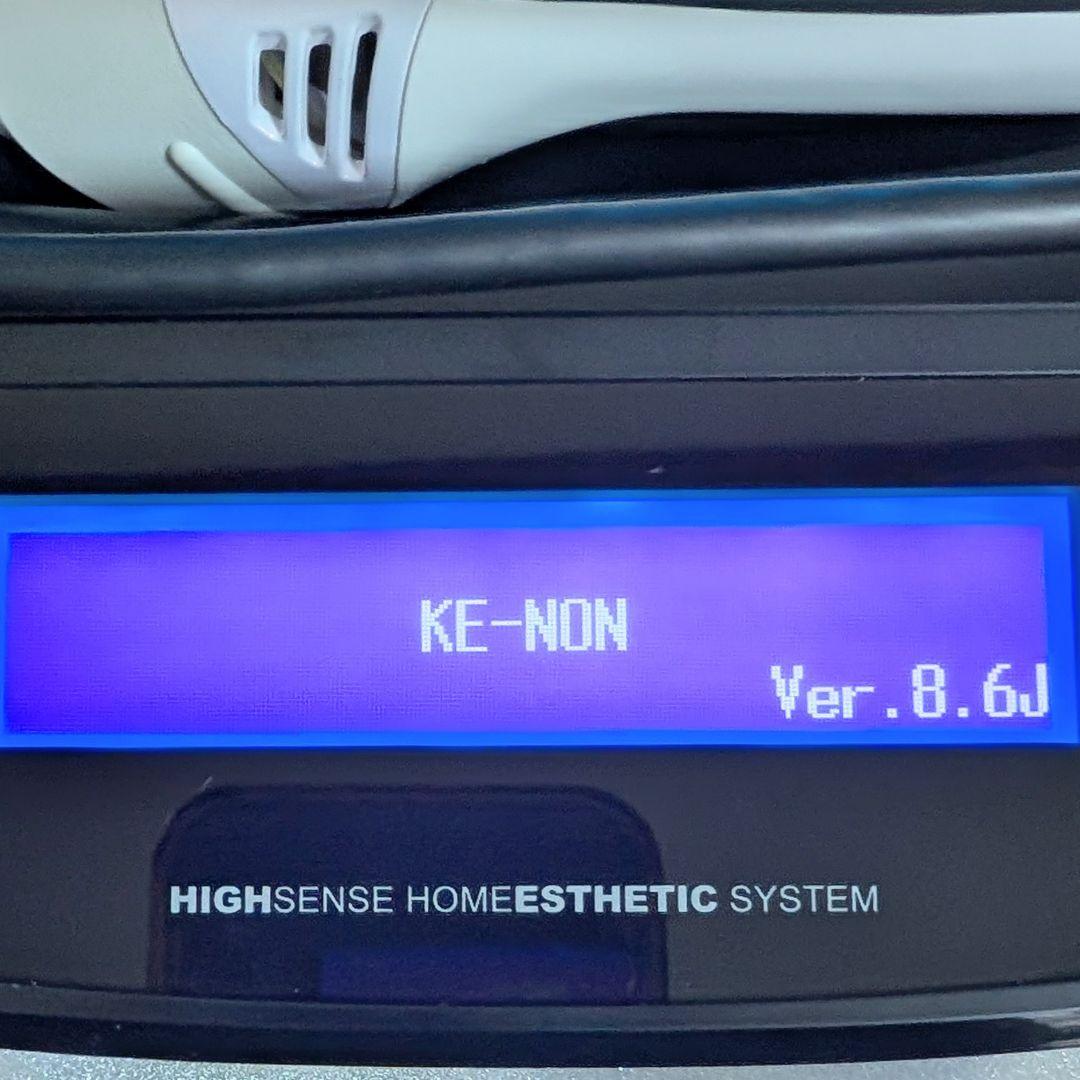 KE-NON
Ver.8.6J
HIGHSENSE HOMEESTHETIC SYSTEM